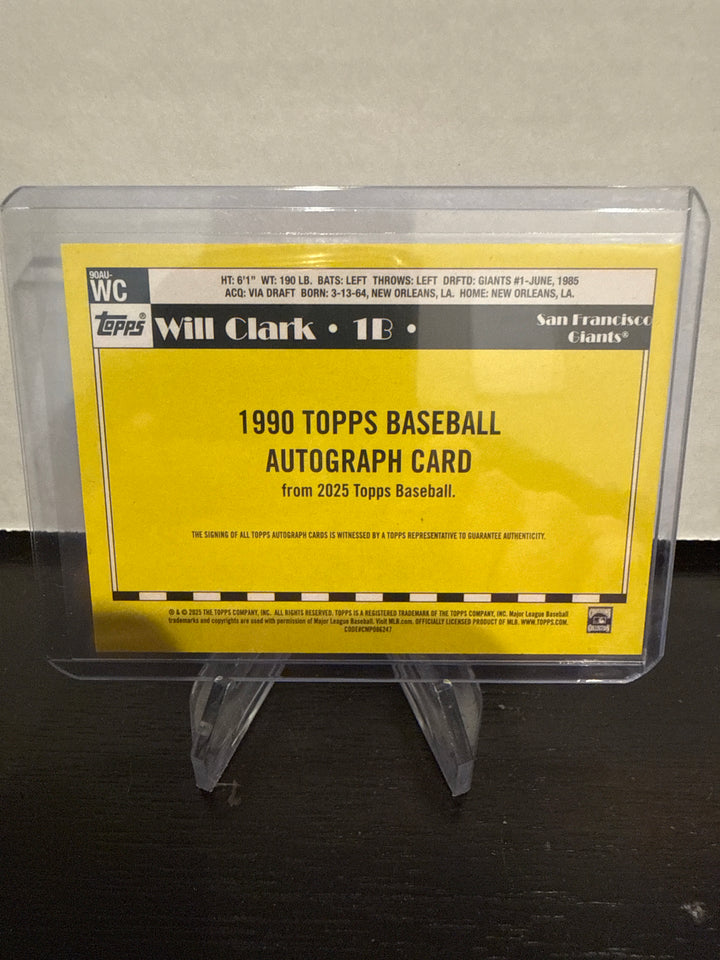 90AU-
WC
HT: 6'1" WT: 190 LB. BATS: LEFT THROWS: LEFT DRFTD: GIANTS #1-JUNE, 1985
ACQ: VIA DRAFT BORN: 3-13-64, NEW ORLEANS, LA. HOME: NEW ORLEANS, LA.
Topps® Will Clark • 1B •
San Francisco
Giants®
1990 TOPPS BASEBALL
AUTOGRAPH CARD
from 2025 Topps Baseball.
THE SIGNING OF ALL TOPPS AUTOGRAPH CARDS IS WITNESSED BY A TOPPS REPRESENTATIVE TO GUARANTEE AUTHENTICITY.
® & © 2025 THE TOPPS COMPANY, INC. ALL RIGHTS RESERVED. TOPPS IS A REGISTERED TRADEMARK OF THE TOPPS COMPANY, INC. Major League Baseball
trademarks and copyrights are used with permission of Major League Baseball. Visit MLB.com. OFFICIALLY LICENSED PRODUCT OF MLB. WWW.TOPPS.COM.
CODE#CMP086247